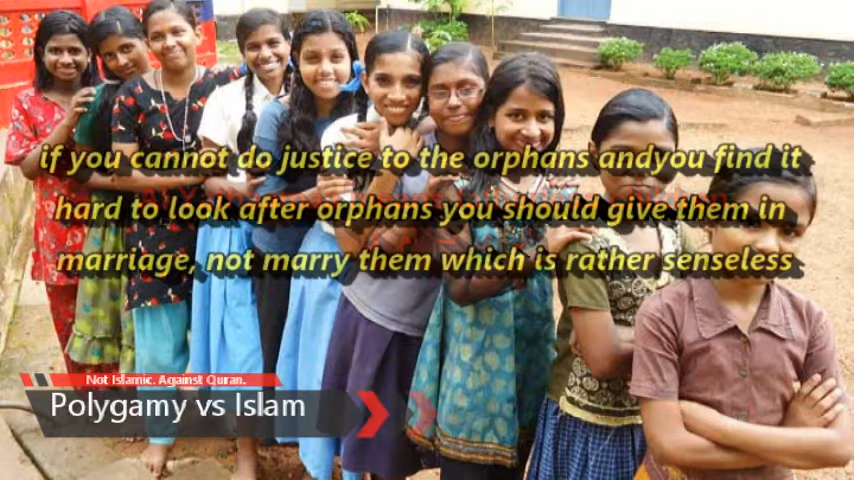 if you cannot do justice to the orphans andyou find it
hard to look after orphans you should give them in
marriage, not marry them which is rather senseless
Not Islamic. Against Quran.
Polygamy vs Islam